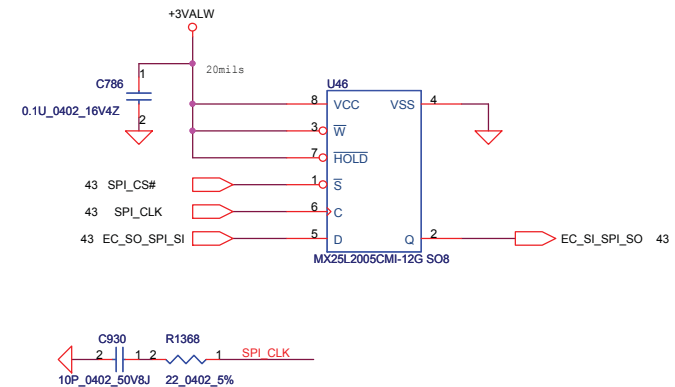 +3VALW
20mils
C786
1
0.1U_0402_16V4Z
2
U46
8 VCC VSS 4
3 W
7 HOLD
43 SPI_CS# 1 S
43 SPI_CLK 6 C
43 EC_SO_SPI_SI 5 D Q 2 EC_SI_SPI_SO 43
MX25L2005CMI-12G SO8
C930 R1368
2 1 2 1 SPI_CLK
10P_0402_50V8J 22_0402_5%